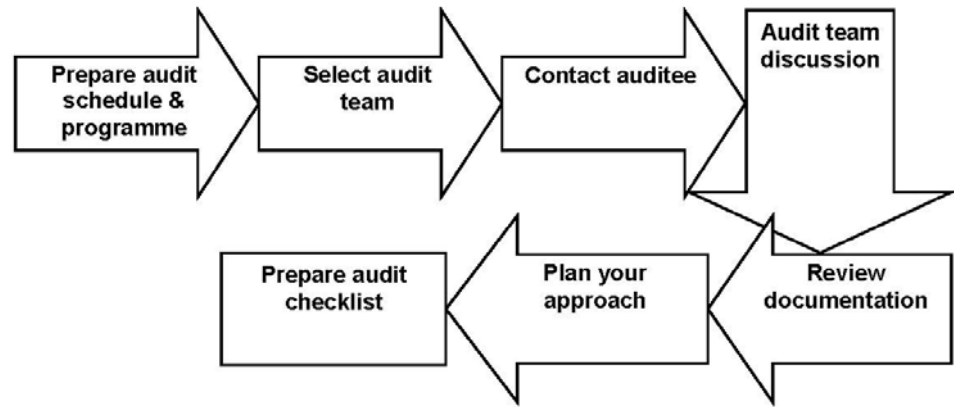 Prepare audit
schedule &
programme
Select audit
team
Contact auditee
Audit team
discussion
Review
documentation
Plan your
approach
Prepare audit
checklist